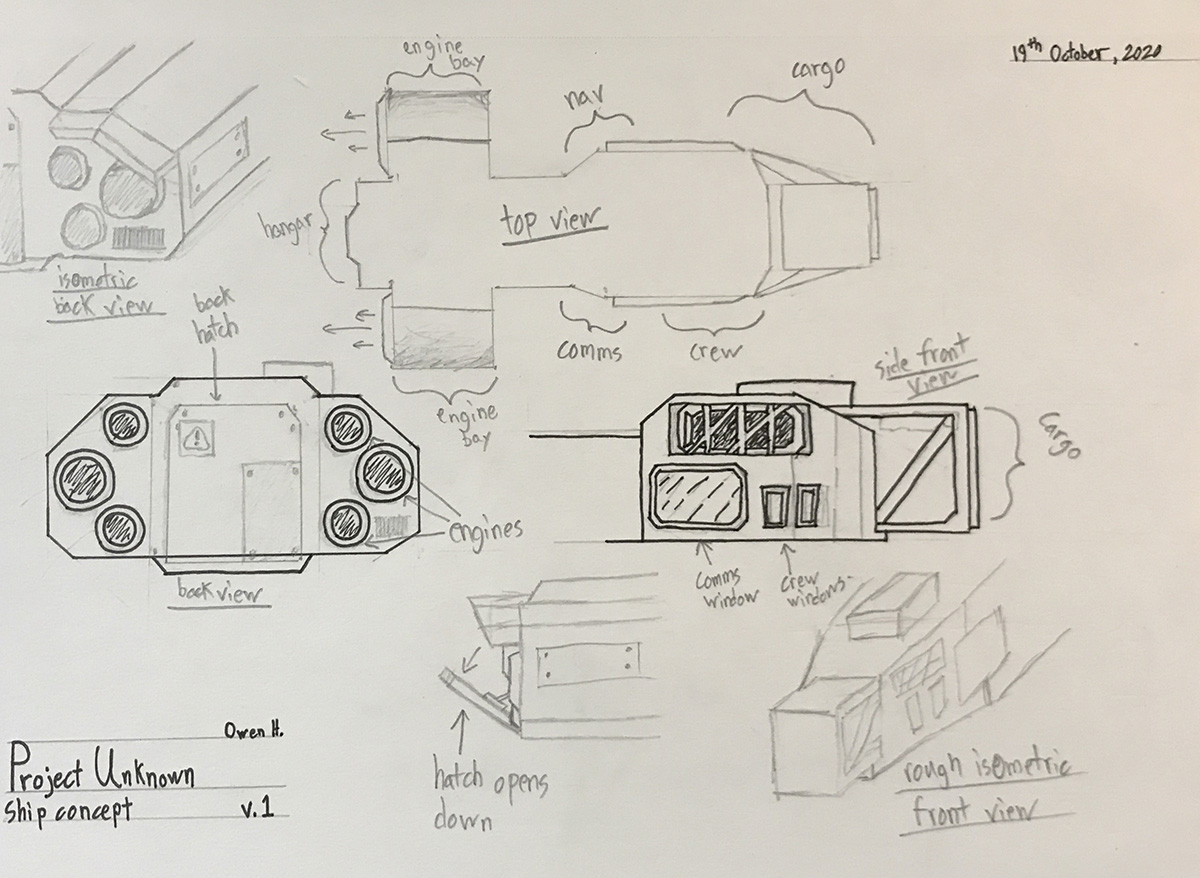 19th October, 2020
engine
bay
nav
cargo
hangar
top view
isometric
back view
back
hatch
comms
crew
engine
bay
side front
view
cargo
engines
back view
comms
window
crew
windows
hatch opens
down
rough isometric
front view
Owen H.
Project Unknown
Ship concept v.1